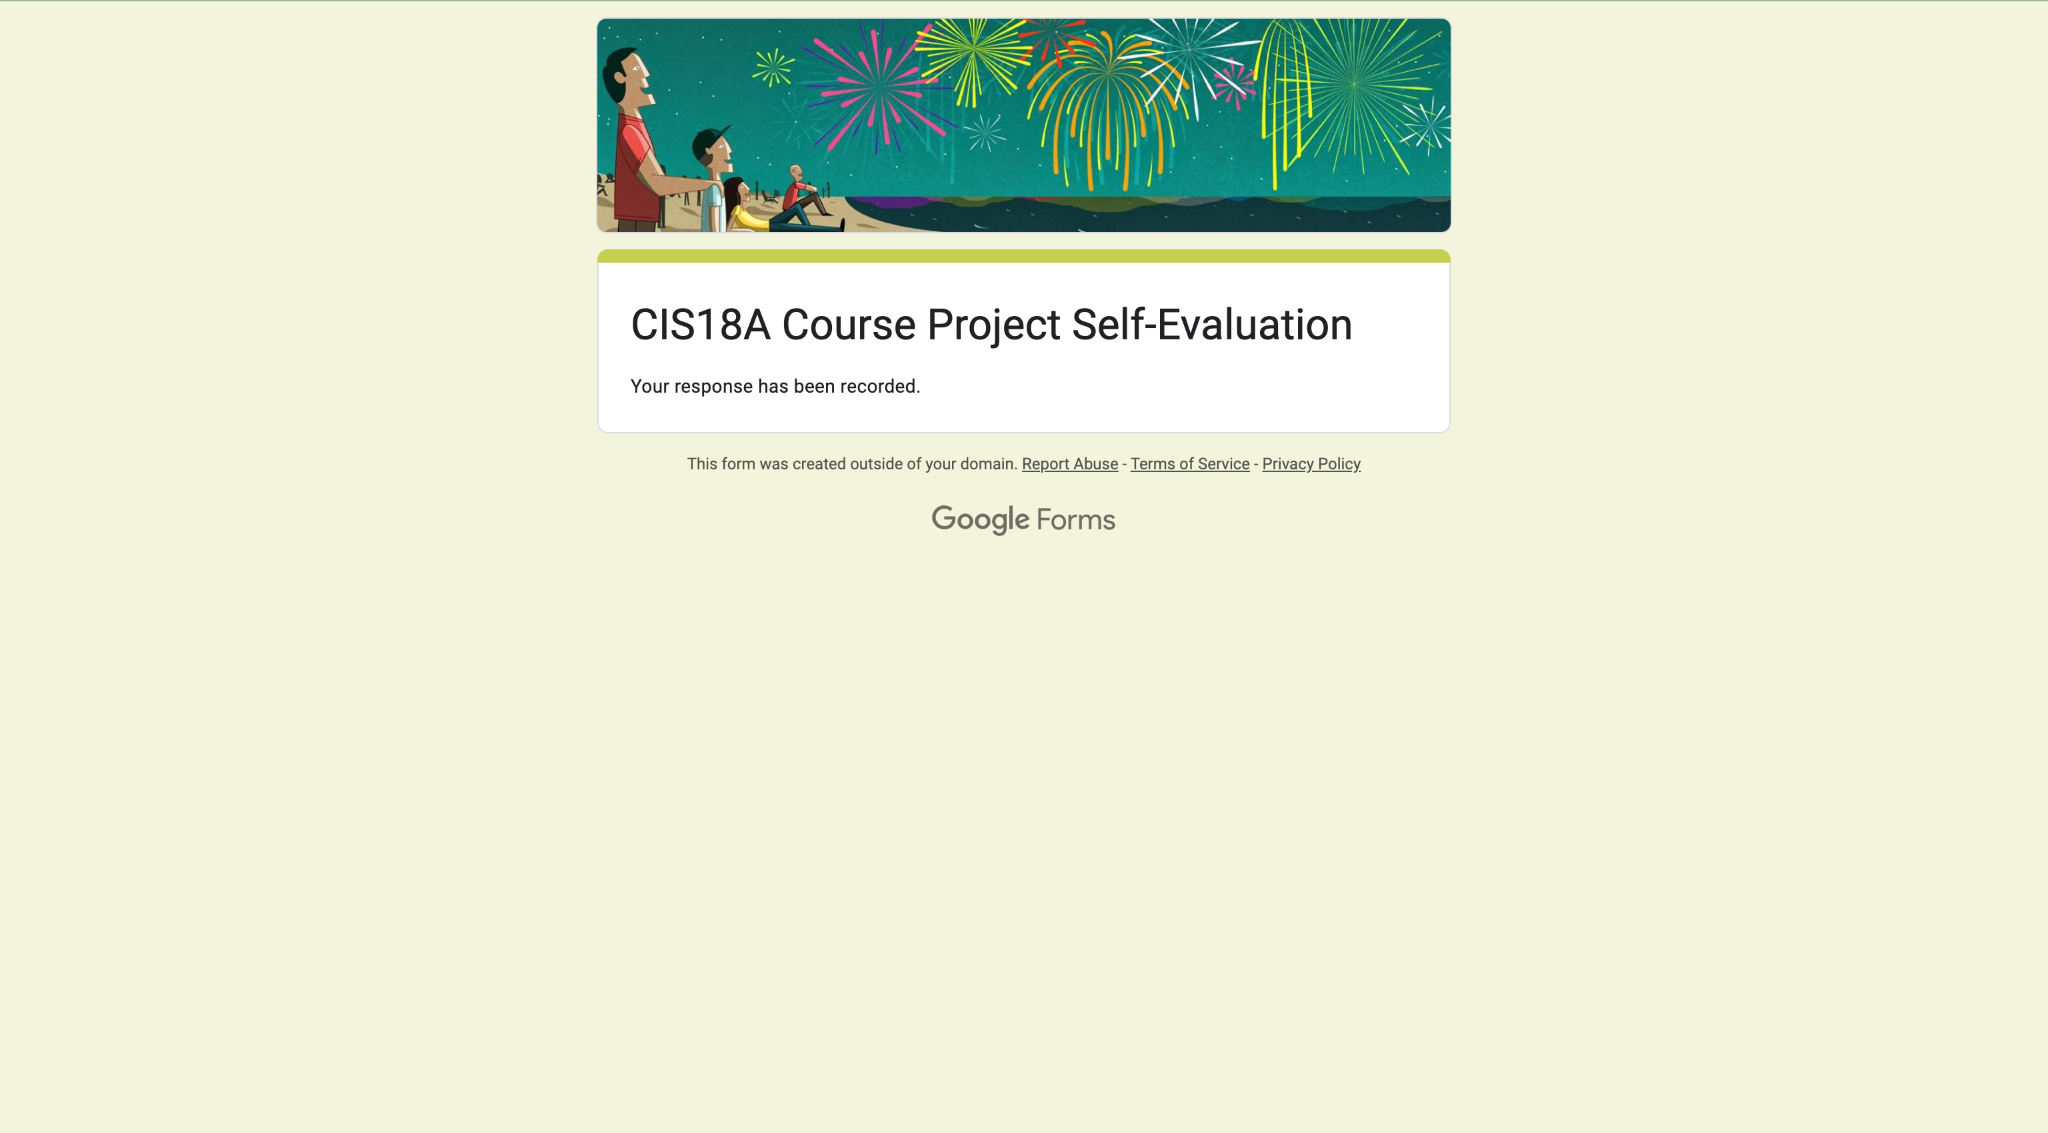 CIS18A Course Project Self-Evaluation
Your response has been recorded.
This form was created outside of your domain. Report Abuse - Terms of Service - Privacy Policy
Google Forms